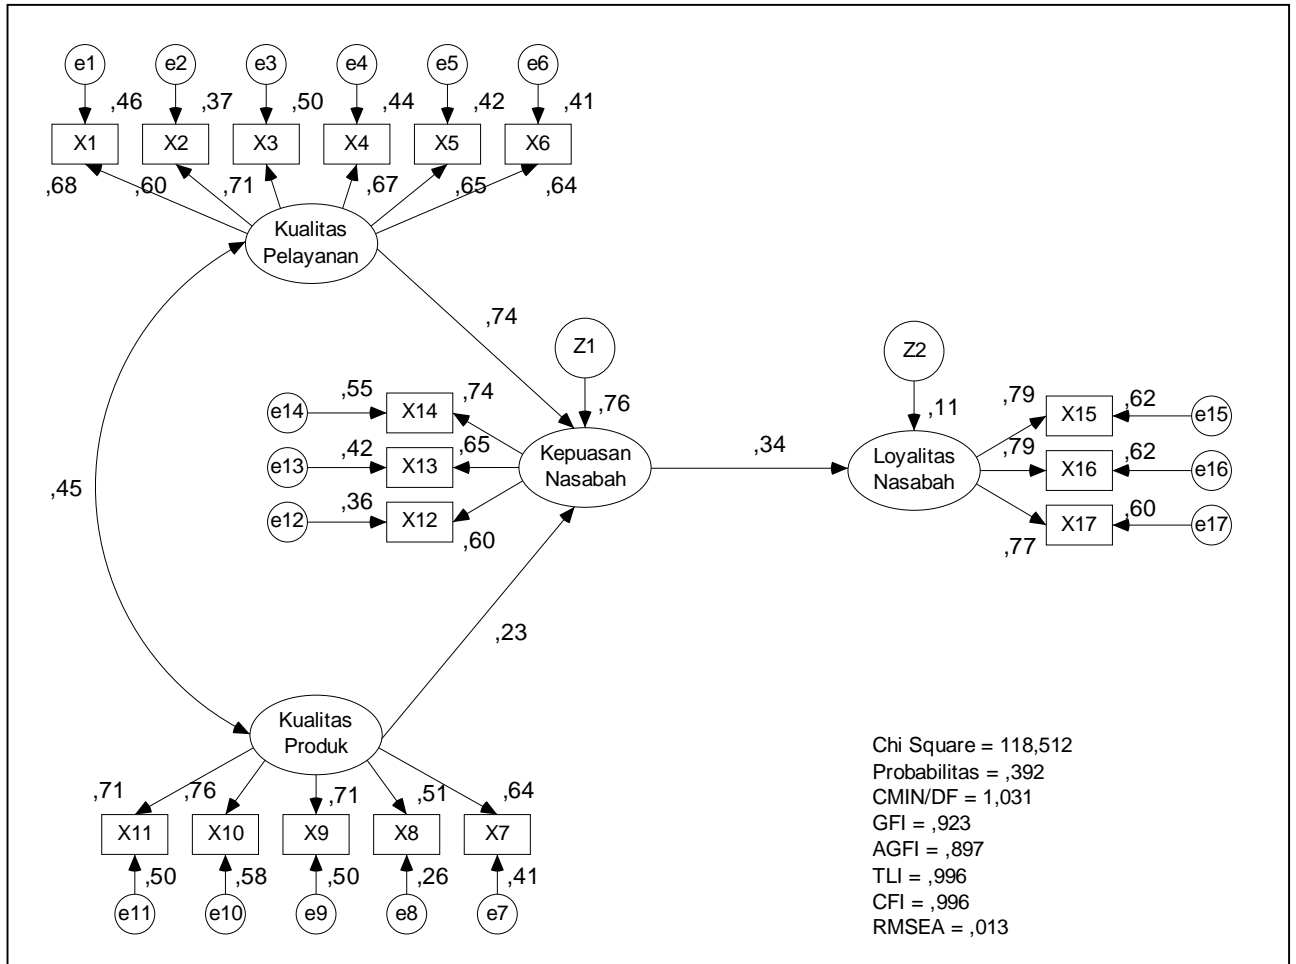 e1 e2 e3 e4 e5 e6
,46 ,37 ,50 ,44 ,42 ,41
X1 X2 X3 X4 X5 X6
,68 ,60 ,71 ,67 ,65 ,64
Kualitas
Pelayanan
,74
Z1 Z2
,55 ,74 ,76 ,11 ,79 ,62
e14 X14 X15 e15
,42 ,65 ,34 ,79 ,62
e13 X13 X16 e16
Kepuasan
Nasabah
Loyalitas
Nasabah
,45
,36 ,60
e12 X12
,77 ,60
X17 e17
,23
Kualitas
Produk
,71 ,76 ,71 ,51 ,64
X11 X10 X9 X8 X7
,50 ,58 ,50 ,26 ,41
e11 e10 e9 e8 e7
Chi Square = 118,512
Probabilitas = ,392
CMIN/DF = 1,031
GFI = ,923
AGFI = ,897
TLI = ,996
CFI = ,996
RMSEA = ,013